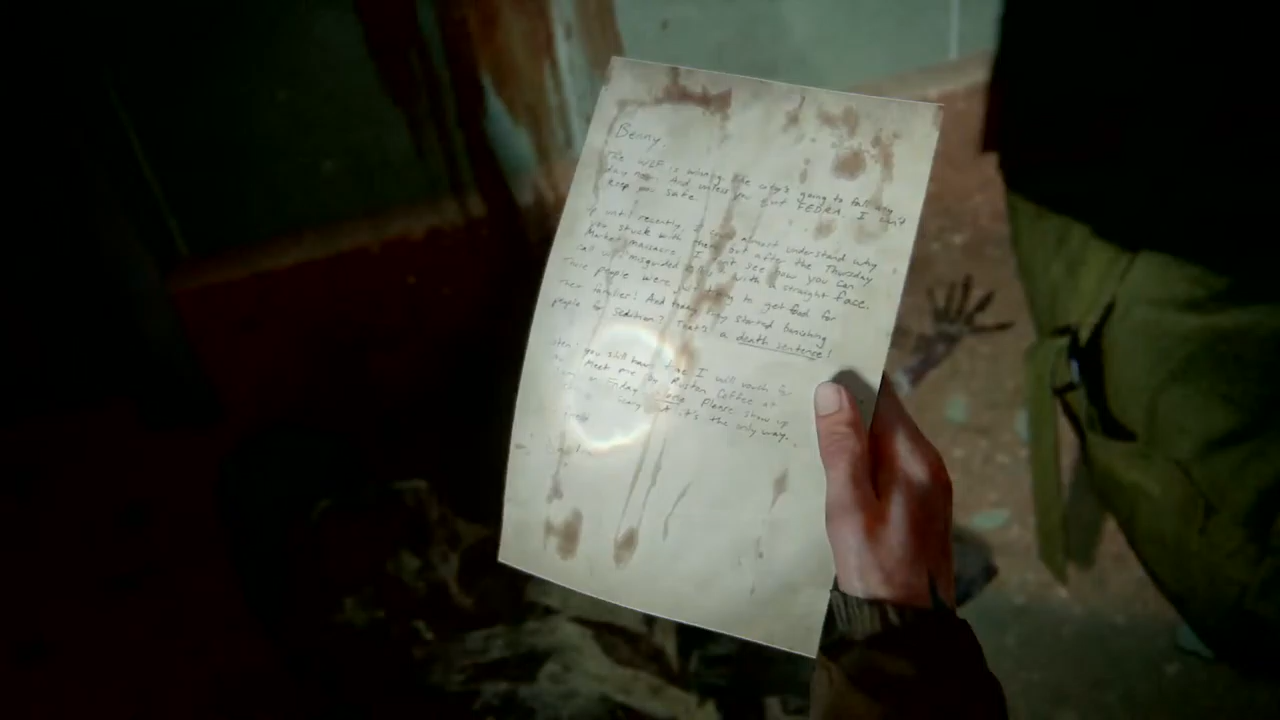 Benny,
The WLF is winning. The city's going to fall any
day now. And unless you quit FEDRA, I can't
keep you safe.
Up until recently, I could almost understand why
you stuck with them. But after the Thursday
Market massacre, I don't see how you can
call us misguided with a straight face.
Those people were just trying to get food for
their families! And today they started banishing
people for sedition? That's a death sentence!
you still have time. I will vouch for
Meet me by Ruston Coffee at
on Friday Please show up
scary but it's the only way.